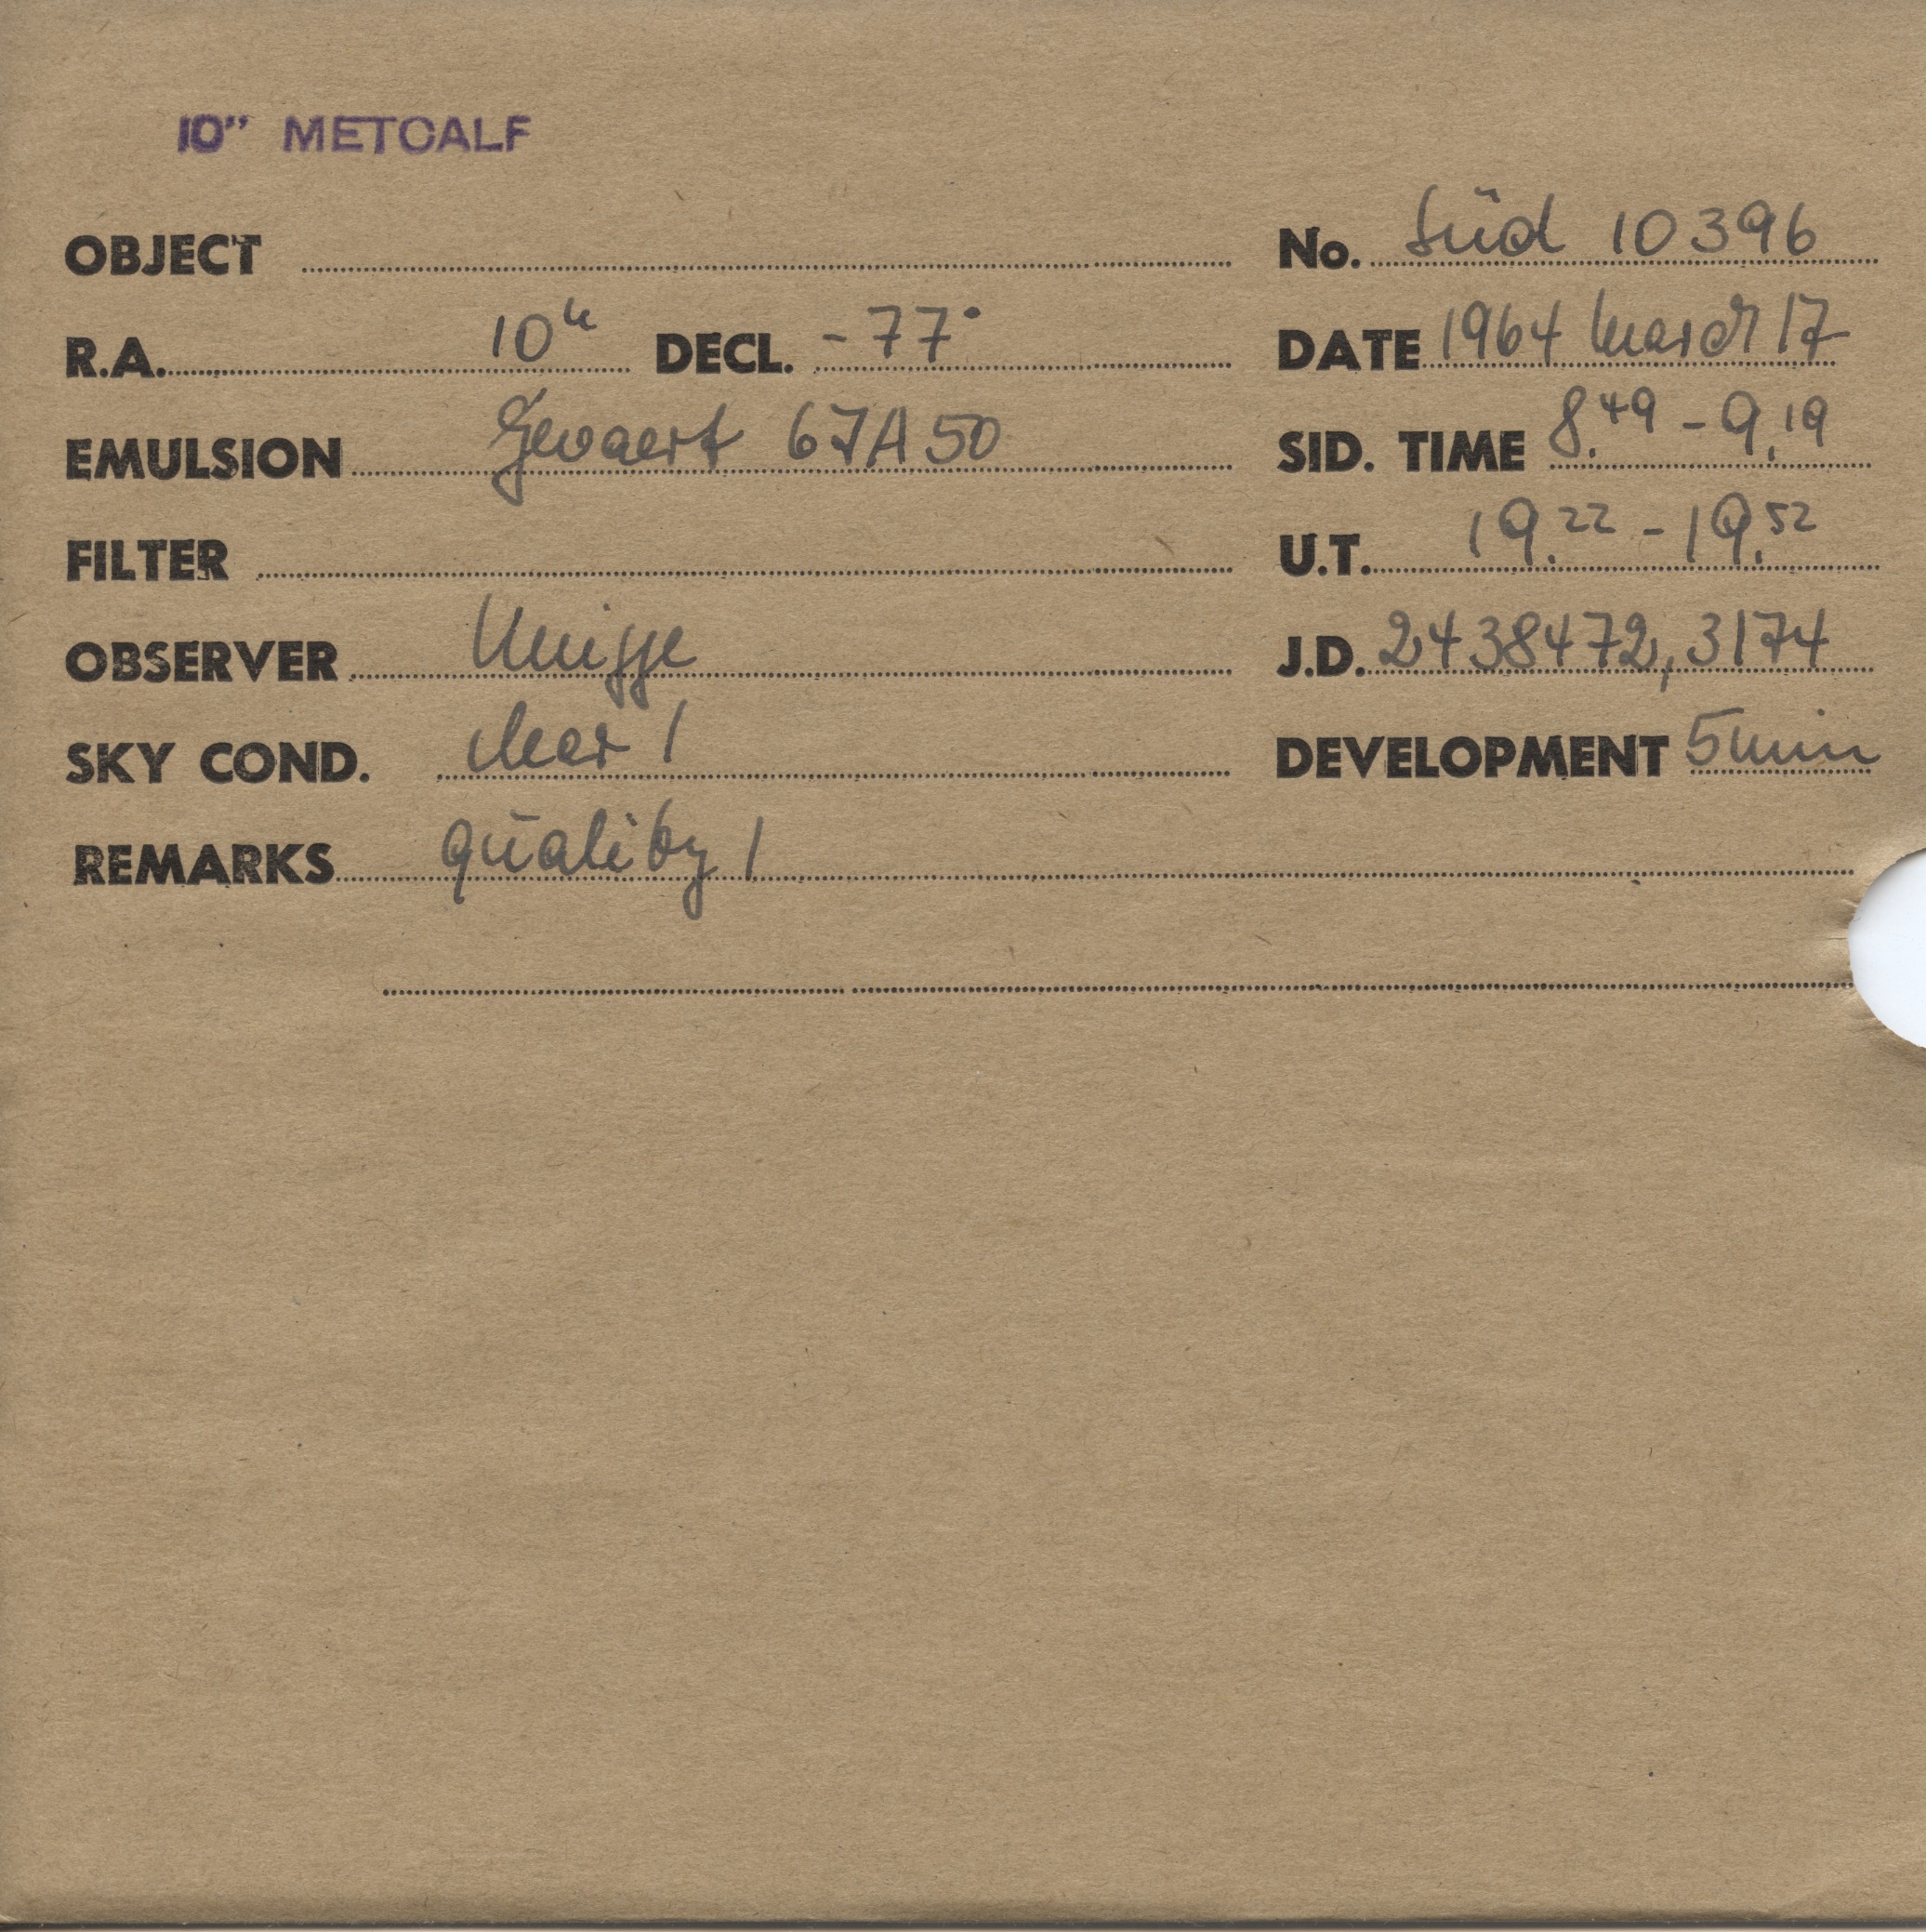 10" METCALF
OBJECT No. Süd 10396
R.A. 10h DECL. -77° DATE 1964 March 17
EMULSION Gevaert 67A50 SID. TIME 8.49 - 9.19
FILTER U.T. 19.22 - 19.52
OBSERVER J.D. 2438472,3174
SKY COND. clear 1 DEVELOPMENT 5 min
REMARKS quality 1